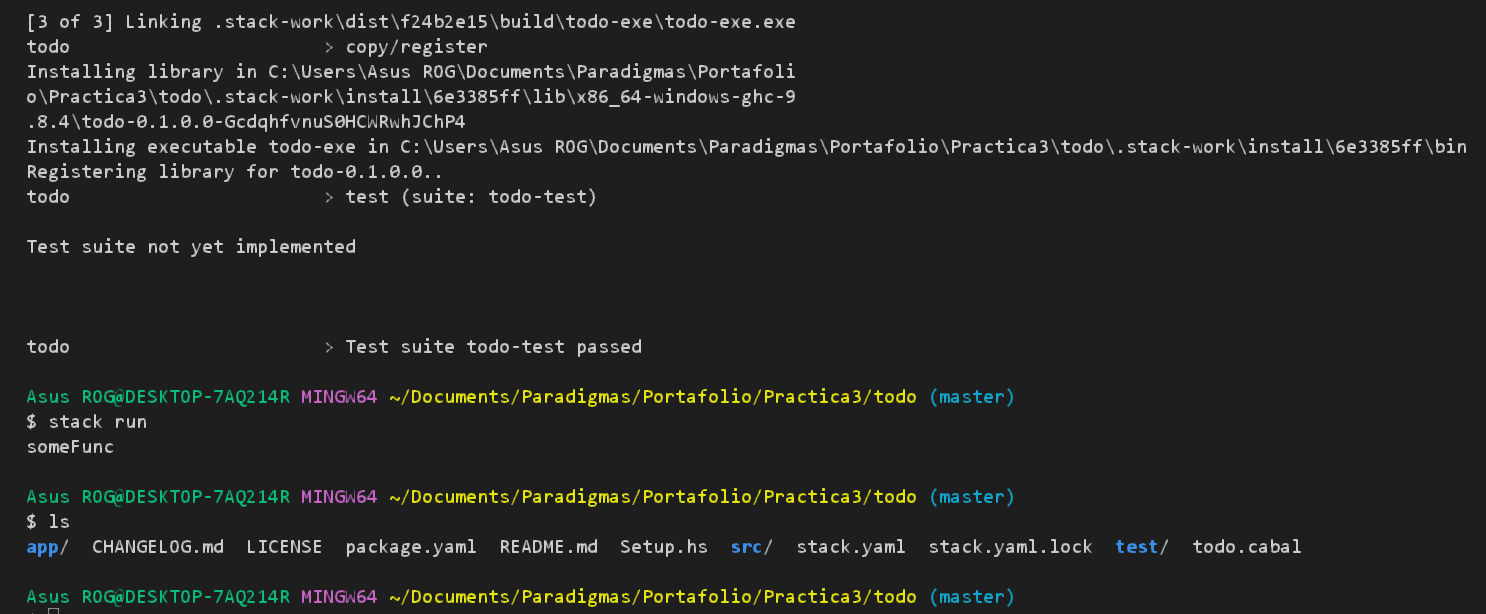 [3 of 3] Linking .stack-work\dist\f24b2e15\build\todo-exe\todo-exe.exe
todo > copy/register
Installing library in C:\Users\Asus ROG\Documents\Paradigmas\Portafoli
o\Practica3\todo\.stack-work\install\6e3385ff\lib\x86_64-windows-ghc-9
.8.4\todo-0.1.0.0-GcdqhfvnuS0HCWRwhJChP4
Installing executable todo-exe in C:\Users\Asus ROG\Documents\Paradigmas\Portafolio\Practica3\todo\.stack-work\install\6e3385ff\bin
Registering library for todo-0.1.0.0..
todo > test (suite: todo-test)
Test suite not yet implemented
todo > Test suite todo-test passed
Asus ROG@DESKTOP-7AQ214R MINGW64 ~/Documents/Paradigmas/Portafolio/Practica3/todo (master)
$ stack run
someFunc
Asus ROG@DESKTOP-7AQ214R MINGW64 ~/Documents/Paradigmas/Portafolio/Practica3/todo (master)
$ ls
app/ CHANGELOG.md LICENSE package.yaml README.md Setup.hs src/ stack.yaml stack.yaml.lock test/ todo.cabal
Asus ROG@DESKTOP-7AQ214R MINGW64 ~/Documents/Paradigmas/Portafolio/Practica3/todo (master)